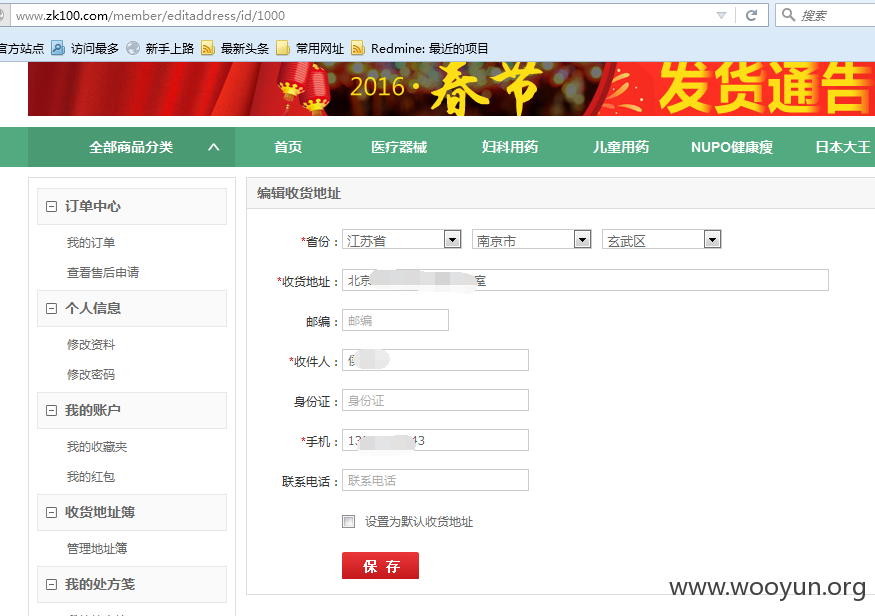 www.zk100.com/member/editaddress/id/1000
搜索
官方站点 访问最多 新手上路 最新头条 常用网址 Redmine: 最近的项目
2016·春节 发货通告
全部商品分类 首页 医疗器械 妇科用药 儿童用药 NUPO健康瘦 日本大王
订单中心
我的订单
查看售后申请
个人信息
修改资料
修改密码
我的账户
我的收藏夹
我的红包
收货地址簿
管理地址簿
我的处方笺
编辑收货地址
*省份: 江苏省 南京市 玄武区
*收货地址: 北京 室
邮编: 邮编
*收件人:
身份证: 身份证
*手机: 13 43
联系电话: 联系电话
设置为默认收货地址
保 存
www.wooyun.org